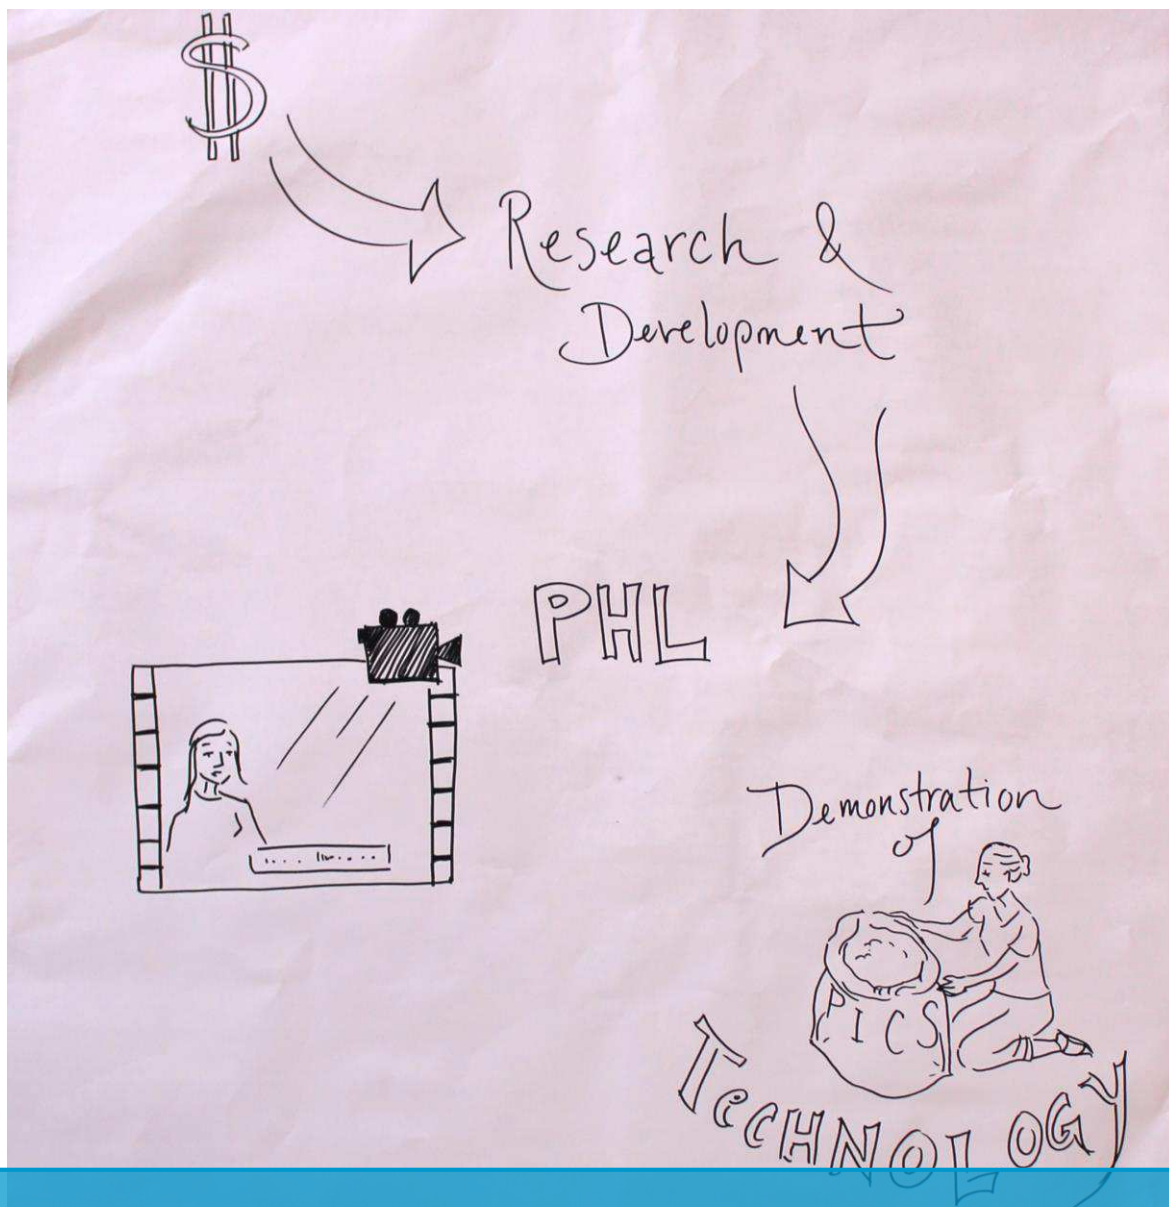 $
Research &
Development
PHL
Demonstration
of
PICS
TECHNOLOGY